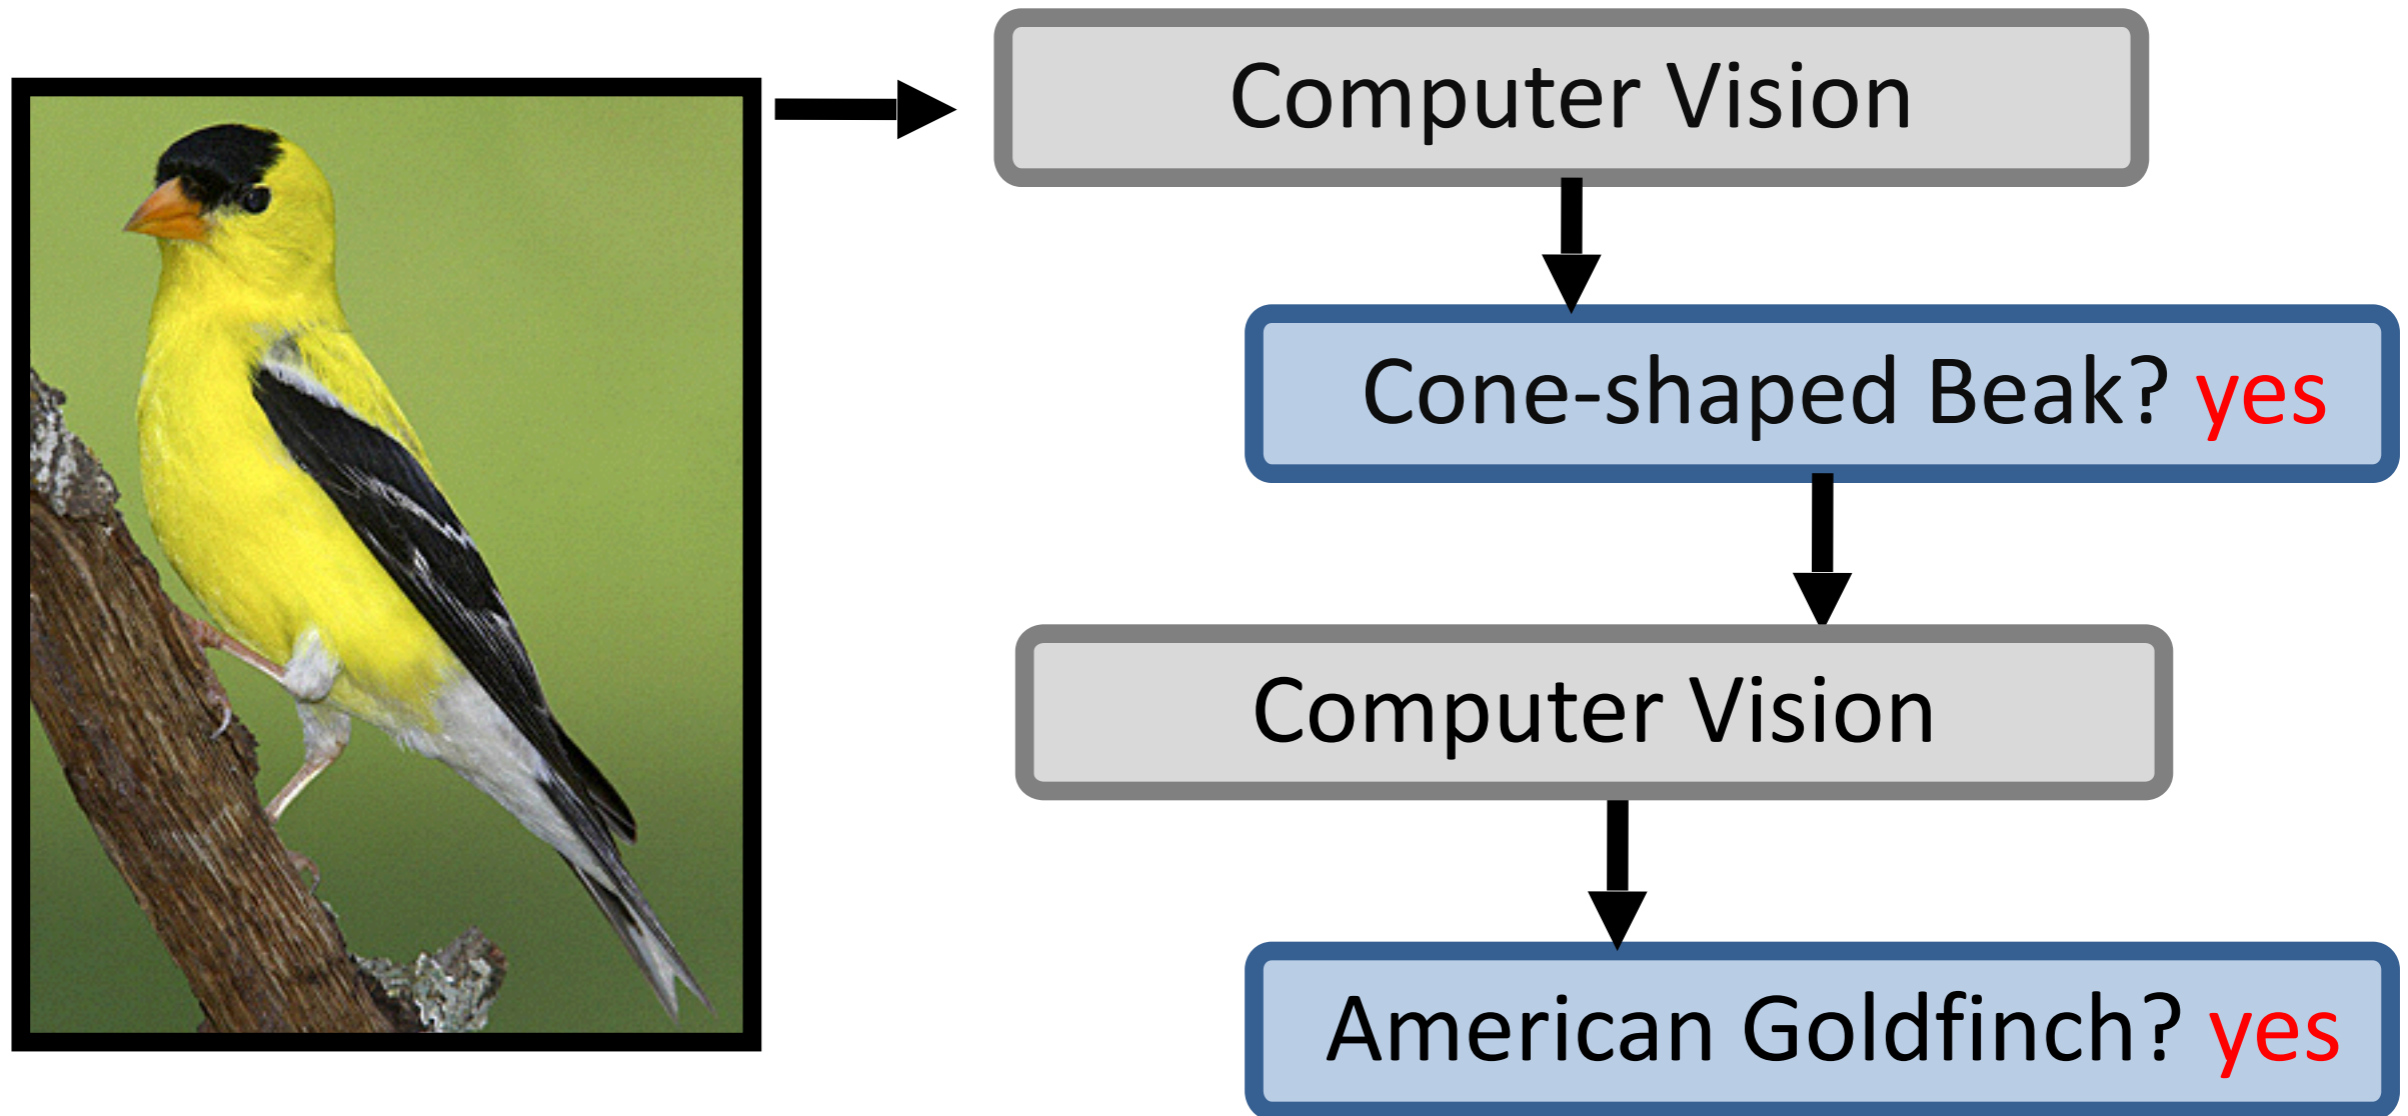 Computer Vision
Cone-shaped Beak? yes
Computer Vision
American Goldfinch? yes